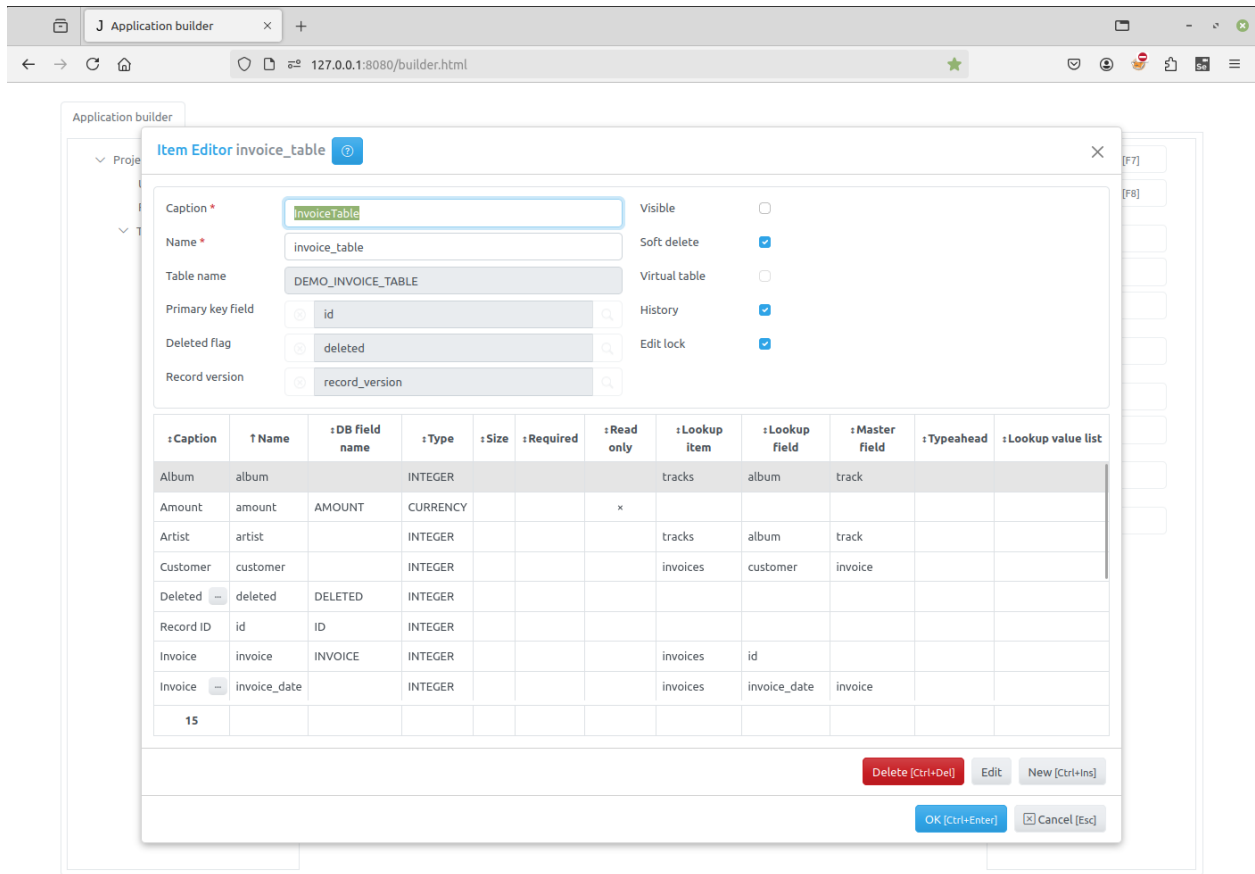 J Application builder
127.0.0.1:8080/builder.html
Se
Application builder
Item Editor invoice_table
Proje
[F7]
[F8]
Caption *
InvoiceTable
Visible
Name *
invoice_table
Soft delete
Table name
DEMO_INVOICE_TABLE
Virtual table
Primary key field
id
History
Deleted flag
deleted
Edit lock
Record version
record_version
Caption Name DB field name Type Size Required Read only Lookup item Lookup field Master field Typeahead Lookup value list
Album album INTEGER tracks album track
Amount amount AMOUNT CURRENCY ×
Artist artist INTEGER tracks album track
Customer customer INTEGER invoices customer invoice
Deleted ... deleted DELETED INTEGER
Record ID id ID INTEGER
Invoice invoice INVOICE INTEGER invoices id
Invoice ... invoice_date INTEGER invoices invoice_date invoice
15
Delete [Ctrl+Del] Edit New [Ctrl+Ins]
OK [Ctrl+Enter] Cancel [Esc]